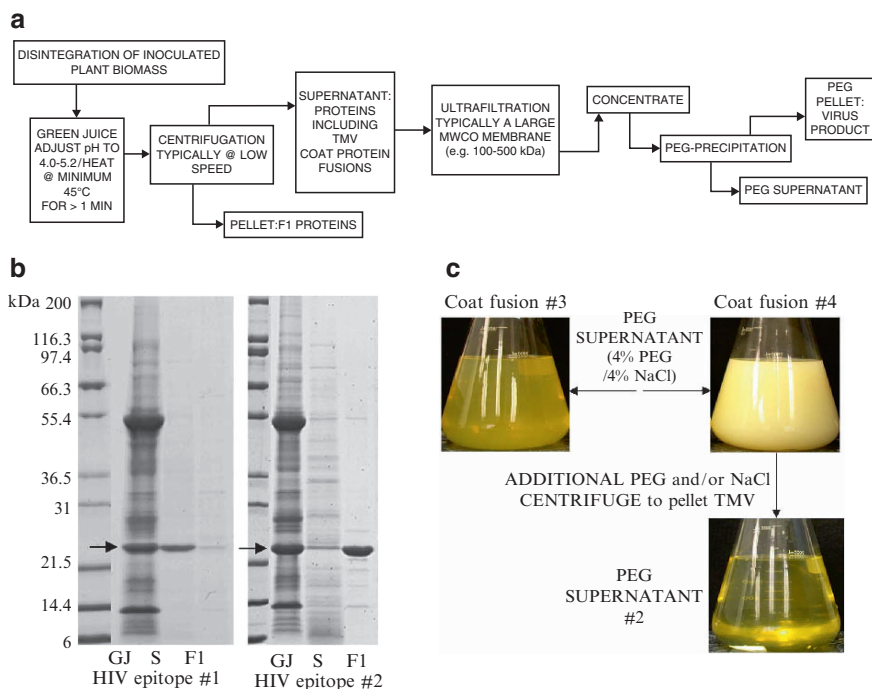 a
DISINTEGRATION OF INOCULATED
PLANT BIOMASS
GREEN JUICE
ADJUST pH TO
4.0-5.2/HEAT
@ MINIMUM
45°C
FOR > 1 MIN
CENTRIFUGATION
TYPICALLY @ LOW
SPEED
PELLET:F1 PROTEINS
SUPERNATANT:
PROTEINS
INCLUDING
TMV
COAT PROTEIN
FUSIONS
ULTRAFILTRATION
TYPICALLY A LARGE
MWCO MEMBRANE
(e.g. 100-500 kDa)
CONCENTRATE
PEG-PRECIPITATION
PEG
PELLET:
VIRUS
PRODUCT
PEG SUPERNATANT
b
kDa 200
116.3
97.4
66.3
55.4
36.5
31
21.5
14.4
6
GJ S F1
HIV epitope #1
GJ S F1
HIV epitope #2
c
Coat fusion #3
Coat fusion #4
PEG
SUPERNATANT
(4% PEG
/4% NaCl)
ADDITIONAL PEG and/or NaCl
CENTRIFUGE to pellet TMV
PEG
SUPERNATANT
#2